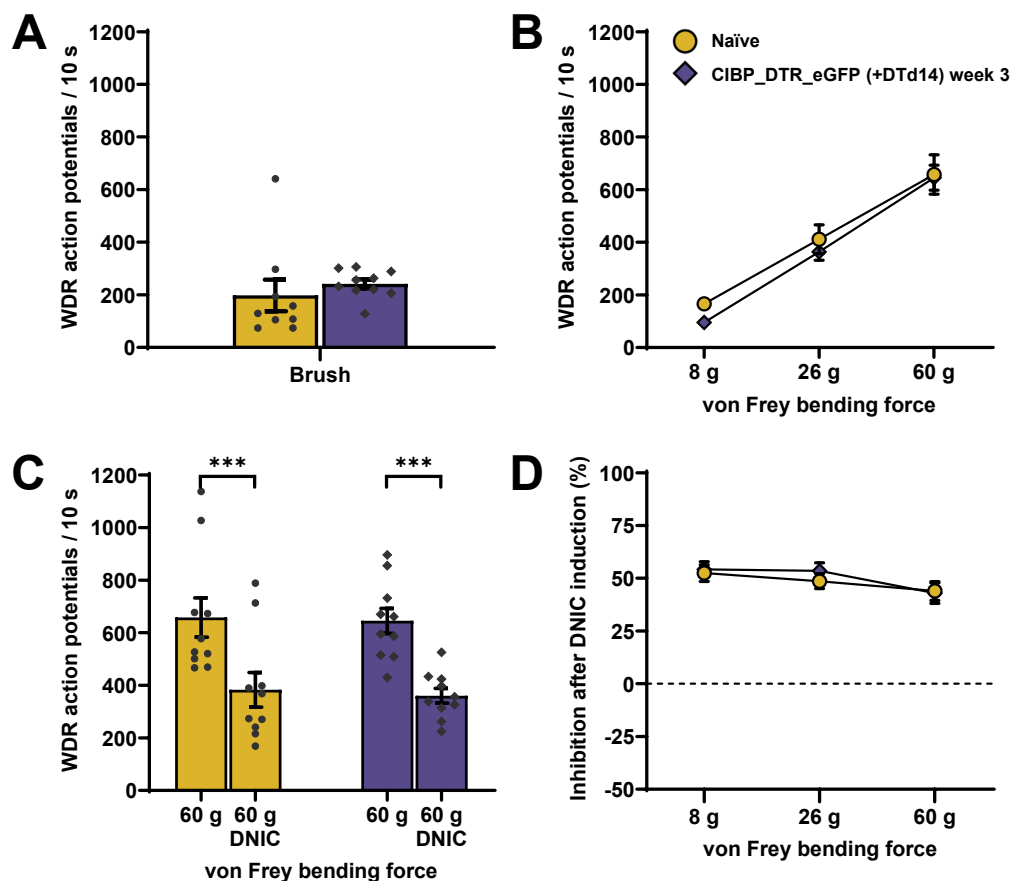 A
WDR action potentials / 10 s
1200
1000
800
600
400
200
0
Brush
B
WDR action potentials / 10 s
1200
1000
800
600
400
200
0
Naïve
CIBP_DTR_eGFP (+DTd14) week 3
8 g
26 g
60 g
von Frey bending force
C
WDR action potentials / 10 s
1200
1000
800
600
400
200
0
***
***
60 g
60 g
DNIC
60 g
60 g
DNIC
von Frey bending force
D
Inhibition after DNIC induction (%)
100
75
50
25
0
-25
-50
8 g
26 g
60 g
von Frey bending force